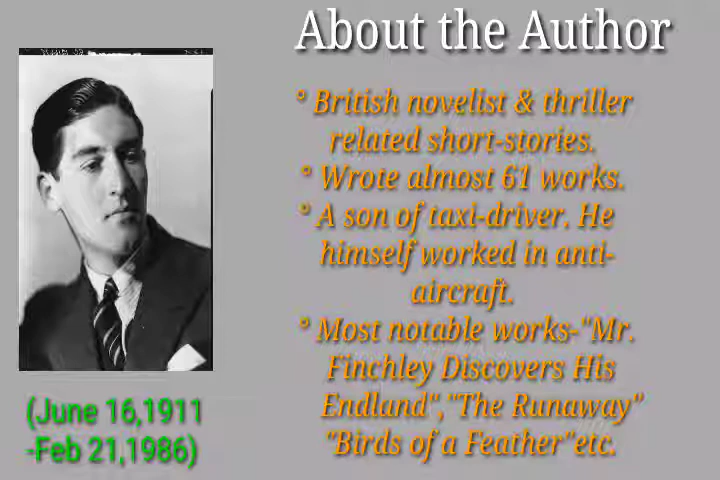 About the Author
° British novelist & thriller
related short-stories.
° Wrote almost 61 works.
° A son of taxi-driver. He
himself worked in anti-
aircraft.
° Most notable works-"Mr.
Finchley Discovers His
Endland","The Runaway"
"Birds of a Feather"etc.
(June 16,1911
-Feb 21,1986)